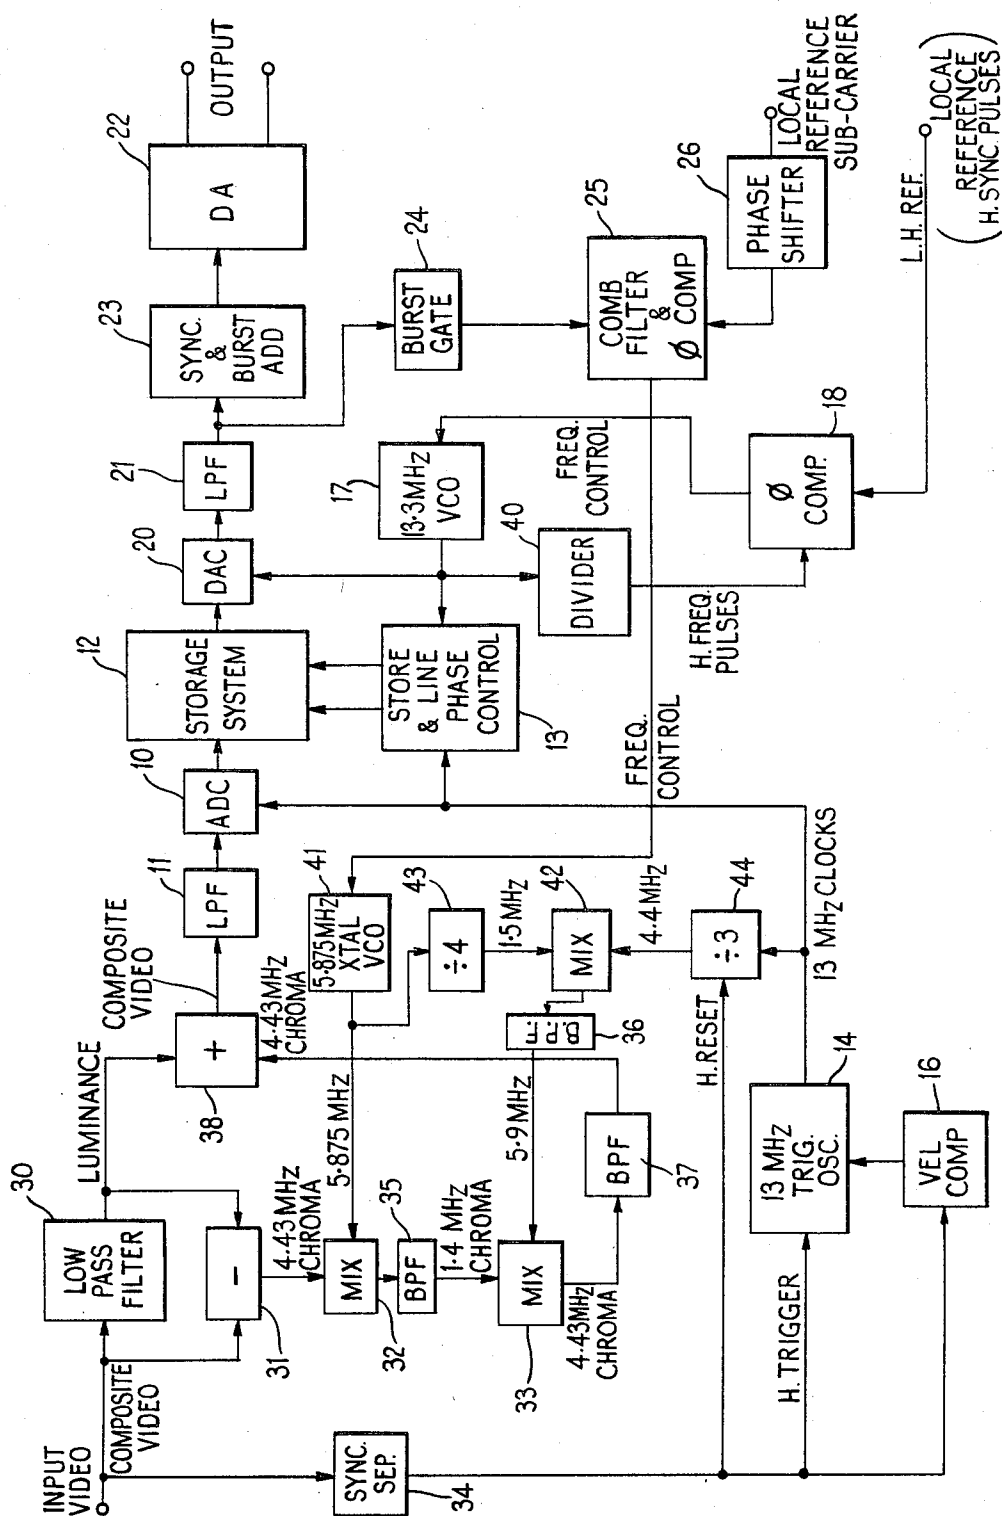 INPUT
VIDEO
COMPOSITE
VIDEO
30
LOW
PASS
FILTER
LUMINANCE
31
−
COMPOSITE
VIDEO
38
+
4·43MHz
CHROMA
11
LPF
10
ADC
12
STORAGE
SYSTEM
20
DAC
21
LPF
23
SYNC.
&
BURST
ADD
22
DA
OUTPUT
34
SYNC.
SEP.
4·43MHz
CHROMA
32
MIX
5·875MHz
35
BPF
1·4 MHz
CHROMA
33
MIX
5·9MHz
4·43MHz
CHROMA
37
BPF
41
5·875MHz
XTAL
VCO
43
÷4
1·5MHz
42
MIX
B.P.F.
36
4·4MHz
44
÷3
H.RESET
13 MHz CLOCKS
13
STORE
& LINE
PHASE
CONTROL
17
13·3MHz
VCO
40
DIVIDER
FREQ.
CONTROL
FREQ.
CONTROL
H.FREQ.
PULSES
24
BURST
GATE
25
COMB
FILTER
&
Ø COMP
26
PHASE
SHIFTER
LOCAL
REFERENCE
SUB-CARRIER
18
Ø
COMP.
L.H. REF.
LOCAL
(REFERENCE)
H.SYNC PULSES
H. TRIGGER
14
13 MHz
TRIG.
OSC.
16
VEL
COMP